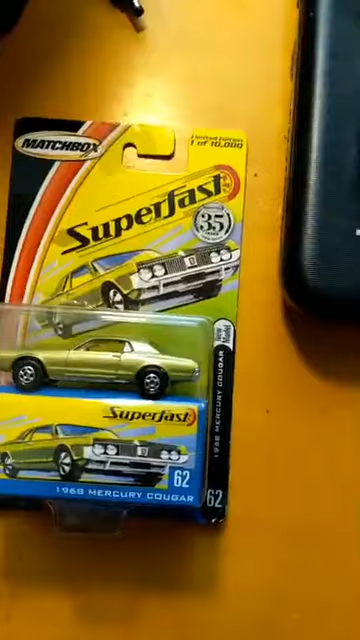 MATCHBOX
Limited Edition
1 of 10,000
Superfast
35
1968 MERCURY COUGAR
Superfast
62
1968 MERCURY COUGAR
62